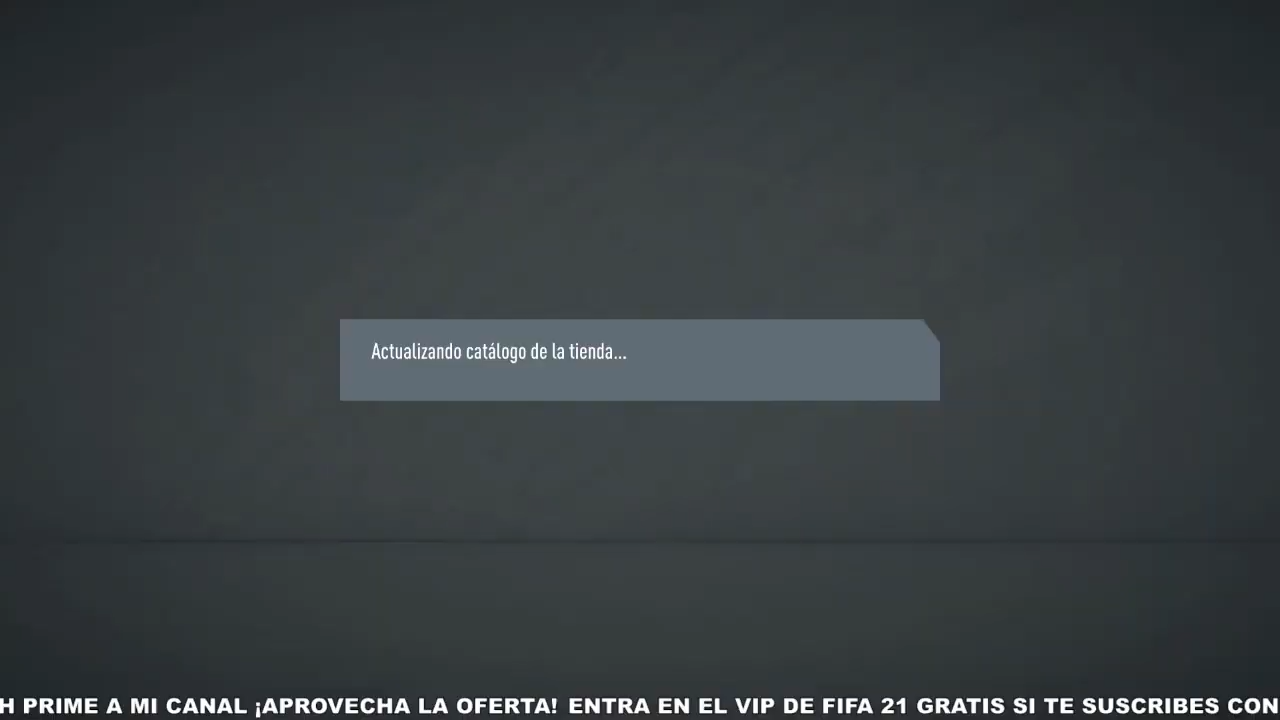 Actualizando catálogo de la tienda...
H PRIME A MI CANAL ¡APROVECHA LA OFERTA! ENTRA EN EL VIP DE FIFA 21 GRATIS SI TE SUSCRIBES CON